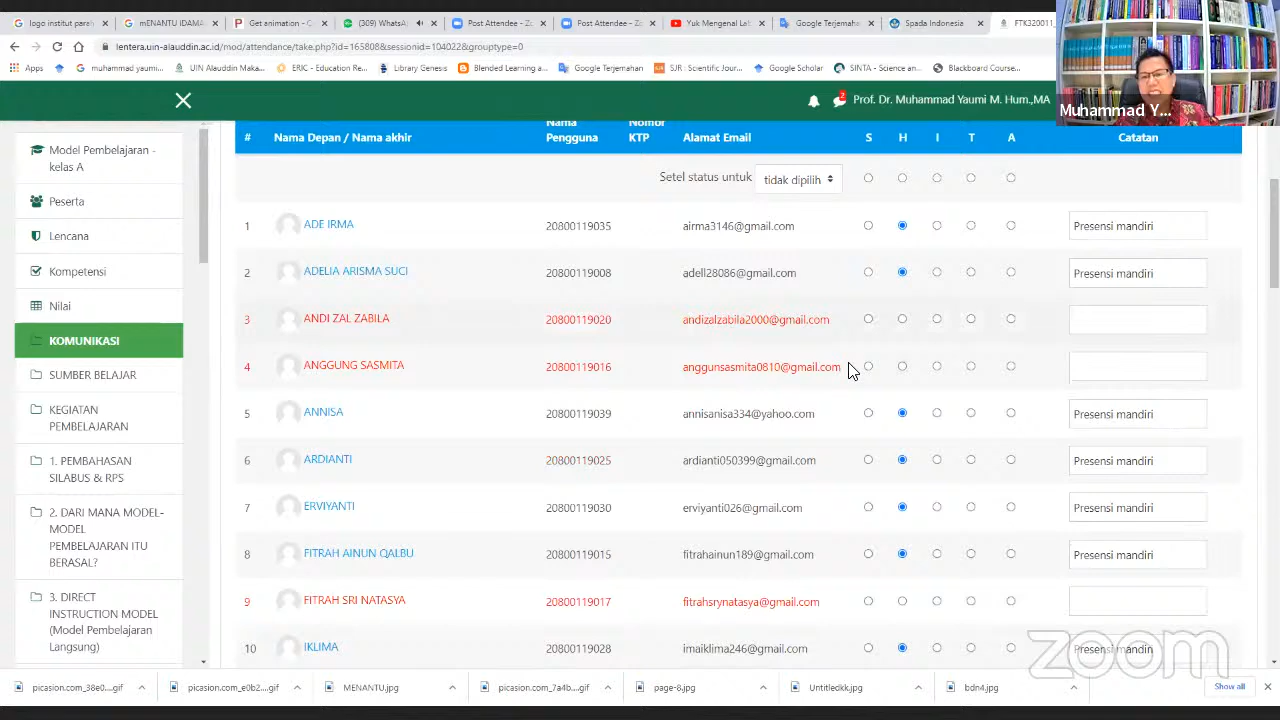 logo institut parah
mENANTU IDAMA
Get animation - C
(309) WhatsA
Post Attendee - Z
Post Attendee - Z
Yuk Mengenal Lab
Google Terjemaha
Spada Indonesia
FTK320011
lentera.uin-alauddin.ac.id/mod/attendance/take.php?id=165808&sessionid=104022&grouptype=0
Apps
muhammad yaumi...
UIN Alauddin Maka...
ERIC - Education Re...
Library Genesis
Blended Learning a...
Google Terjemahan
SJR : Scientific Jour...
Google Scholar
SINTA - Science an...
Blackboard Course...
2
Prof. Dr. Muhammad Yaumi M. Hum.,MA
Muhammad Y...
Model Pembelajaran -
kelas A
Peserta
Lencana
Kompetensi
Nilai
KOMUNIKASI
SUMBER BELAJAR
KEGIATAN
PEMBELAJARAN
1. PEMBAHASAN
SILABUS & RPS
2. DARI MANA MODEL-
MODEL
PEMBELAJARAN ITU
BERASAL?
3. DIRECT
INSTRUCTION MODEL
(Model Pembelajaran
Langsung)
Nama Nomor
# Nama Depan / Nama akhir Pengguna KTP Alamat Email S H I T A Catatan
Setel status untuk tidak dipilih
1 ADE IRMA 20800119035 airma3146@gmail.com Presensi mandiri
2 ADELIA ARISMA SUCI 20800119008 adell28086@gmail.com Presensi mandiri
3 ANDI ZAL ZABILA 20800119020 andizalzabila2000@gmail.com
4 ANGGUNG SASMITA 20800119016 anggunsasmita0810@gmail.com
5 ANNISA 20800119039 annisanisa334@yahoo.com Presensi mandiri
6 ARDIANTI 20800119025 ardianti050399@gmail.com Presensi mandiri
7 ERVIYANTI 20800119030 erviyanti026@gmail.com Presensi mandiri
8 FITRAH AINUN QALBU 20800119015 fitrahainun189@gmail.com Presensi mandiri
9 FITRAH SRI NATASYA 20800119017 fitrahsrynatasya@gmail.com
10 IKLIMA 20800119028 imaiklima246@gmail.com Presensi mandiri
zoom
picasion.com_38e0....gif
picasion.com_e0b2....gif
MENANTU.jpg
picasion.com_7a4b....gif
page-8.jpg
Untitledkk.jpg
bdn4.jpg
Show all